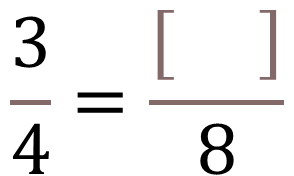 3/4 = [ ]/8